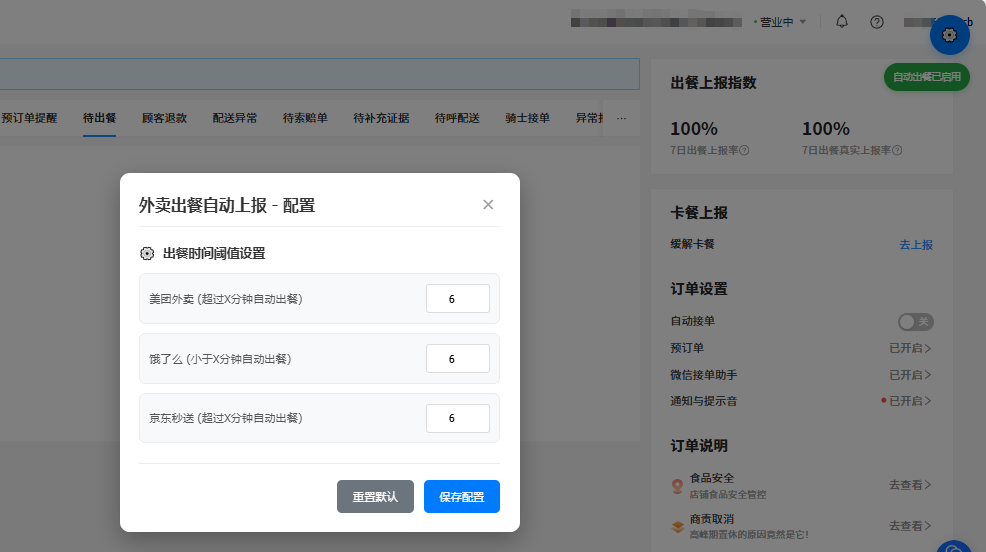 营业中
自动出餐已启用
预订单提醒 待出餐 顾客退款 配送异常 待索赔单 待补充证据 待呼配送 骑士接单 异常 ...
出餐上报指数
100% 100%
7日出餐上报率 7日出餐真实上报率
卡餐上报
缓解卡餐 去上报
订单设置
自动接单 关
预订单 已开启
微信接单助手 已开启
通知与提示音 已开启
订单说明
食品安全
店铺食品安全管控
去查看
商责取消
高峰期置休的原因竟然是它!
去查看
外卖出餐自动上报 - 配置
出餐时间阈值设置
美团外卖 (超过X分钟自动出餐) 6
饿了么 (小于X分钟自动出餐) 6
京东秒送 (超过X分钟自动出餐) 6
重置默认 保存配置